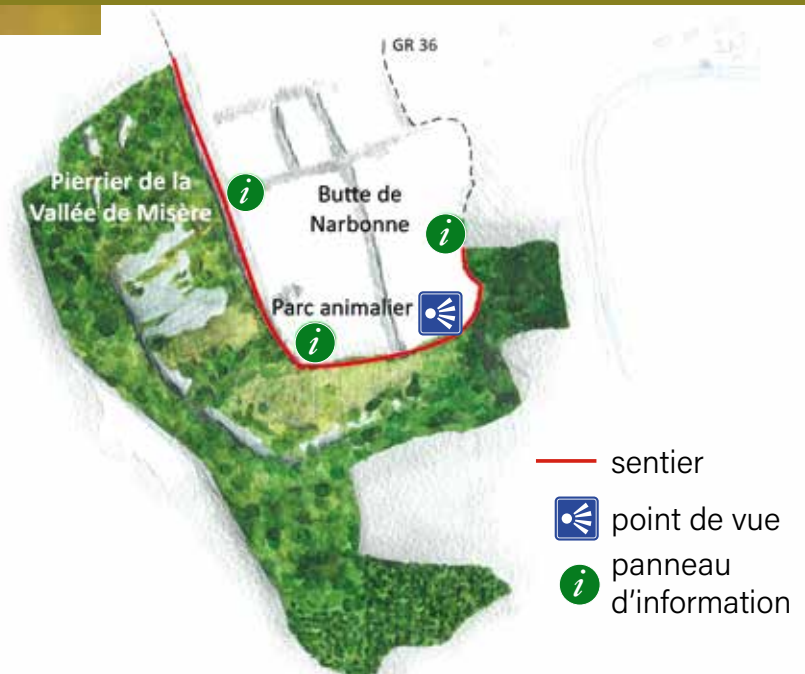 GR 36
Pierrier de la
Vallée de Misère
i
Butte de
Narbonne
i
Parc animalier
i
sentier
point de vue
i
panneau
d'information